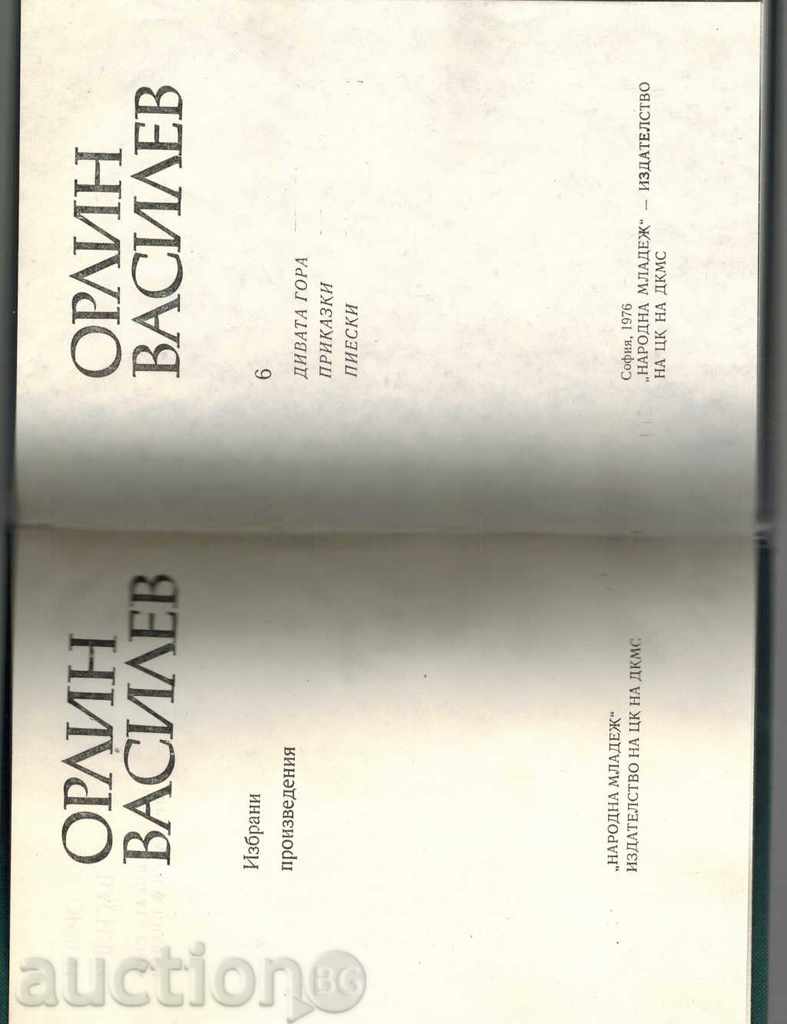 ОРЛИН
ВАСИЛЕВ
Избрани
произведения
„НАРОДНА МЛАДЕЖ“
ИЗДАТЕЛСТВО НА ЦК НА ДКМС
ОРЛИН
ВАСИЛЕВ
6
ДИВАТА ГОРА
ПРИКАЗКИ
ПИЕСКИ
София, 1976
„НАРОДНА МЛАДЕЖ“ — ИЗДАТЕЛСТВО
НА ЦК НА ДКМС
auction BG